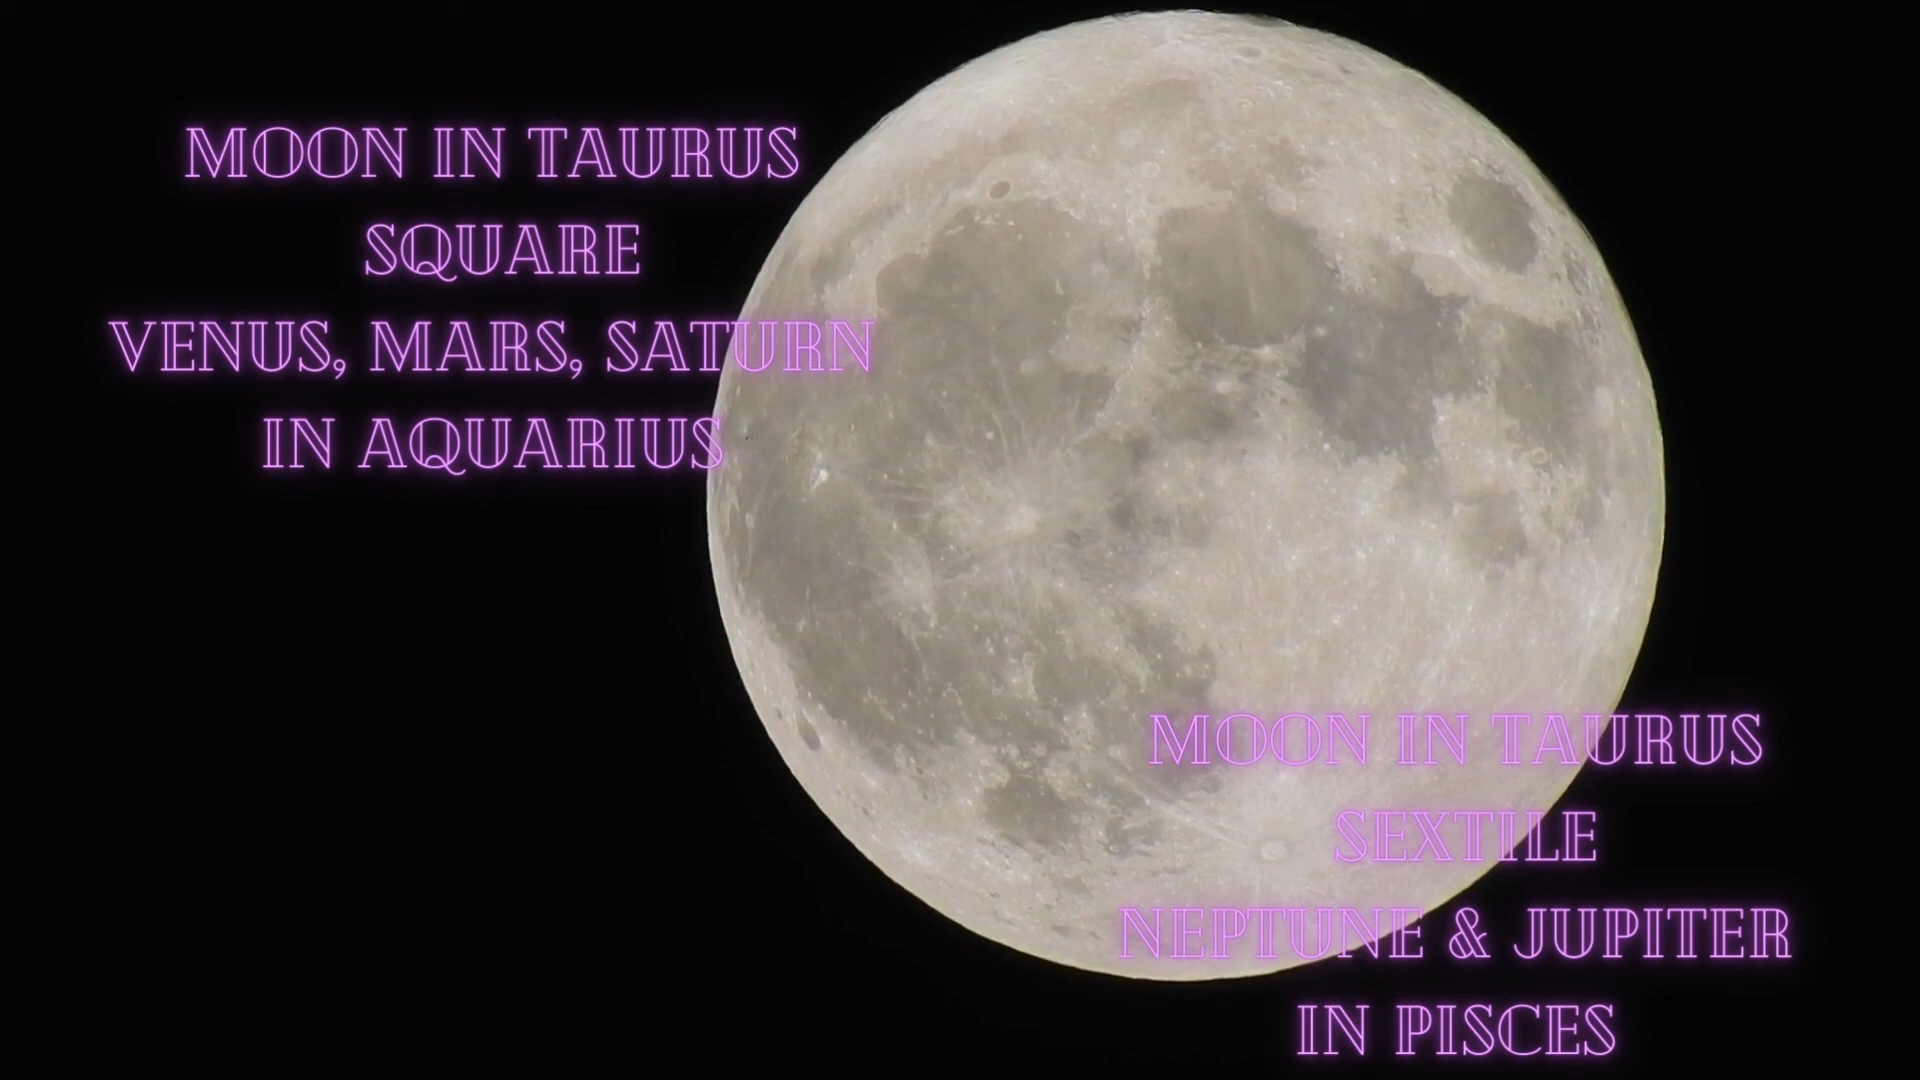 MOON IN TAURUS
SQUARE
VENUS, MARS, SATURN
IN AQUARIUS
MOON IN TAURUS
SEXTILE
NEPTUNE & JUPITER
IN PISCES